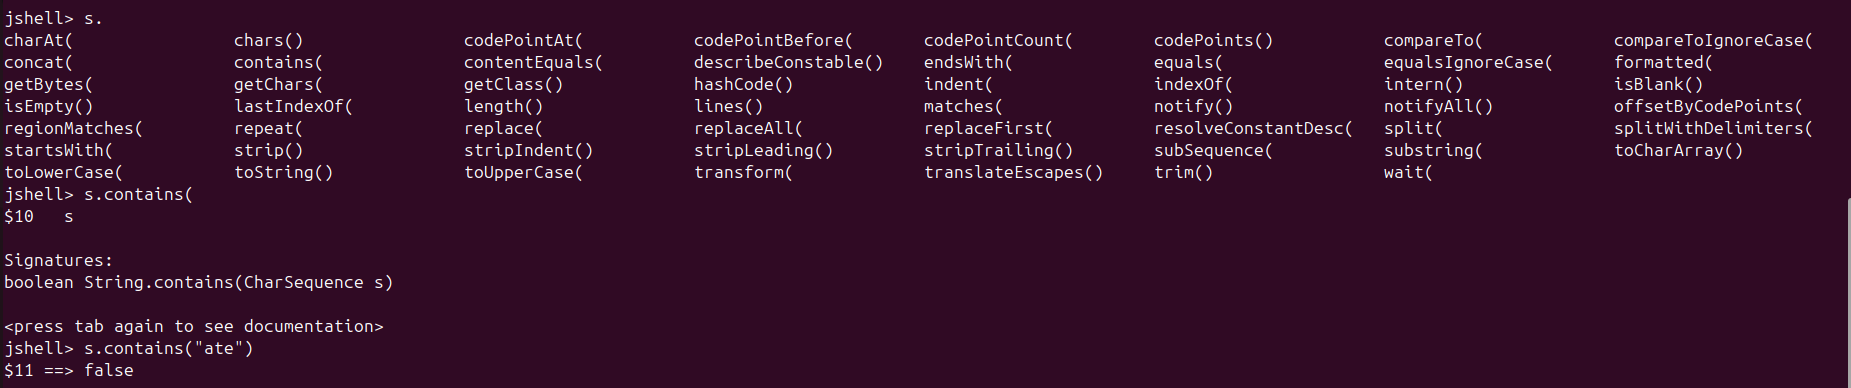 jshell> s.
charAt( chars() codePointAt( codePointBefore( codePointCount( codePoints() compareTo( compareToIgnoreCase(
concat( contains( contentEquals( describeConstable() endsWith( equals( equalsIgnoreCase( formatted(
getBytes( getChars( getClass() hashCode() indent( indexOf( intern() isBlank()
isEmpty() lastIndexOf( length() lines() matches( notify() notifyAll() offsetByCodePoints(
regionMatches( repeat( replace( replaceAll( replaceFirst( resolveConstantDesc( split( splitWithDelimiters(
startsWith( strip() stripIndent() stripLeading() stripTrailing() subSequence( substring( toCharArray()
toLowerCase( toString() toUpperCase( transform( translateEscapes() trim() wait(
jshell> s.contains(
$10 s
Signatures:
boolean String.contains(CharSequence s)
<press tab again to see documentation>
jshell> s.contains("ate")
$11 ==> false